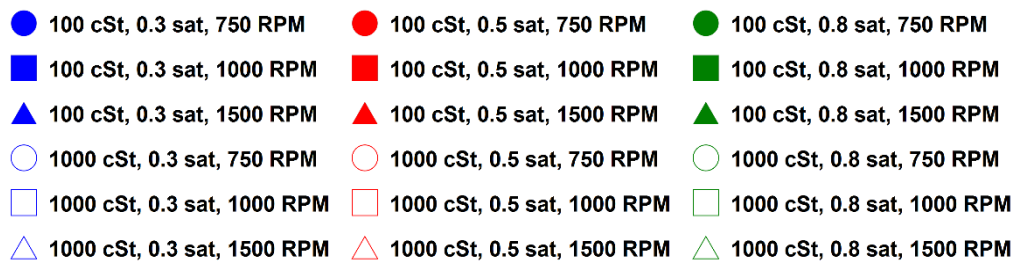 100 cSt, 0.3 sat, 750 RPM 100 cSt, 0.5 sat, 750 RPM 100 cSt, 0.8 sat, 750 RPM
100 cSt, 0.3 sat, 1000 RPM 100 cSt, 0.5 sat, 1000 RPM 100 cSt, 0.8 sat, 1000 RPM
100 cSt, 0.3 sat, 1500 RPM 100 cSt, 0.5 sat, 1500 RPM 100 cSt, 0.8 sat, 1500 RPM
1000 cSt, 0.3 sat, 750 RPM 1000 cSt, 0.5 sat, 750 RPM 1000 cSt, 0.8 sat, 750 RPM
1000 cSt, 0.3 sat, 1000 RPM 1000 cSt, 0.5 sat, 1000 RPM 1000 cSt, 0.8 sat, 1000 RPM
1000 cSt, 0.3 sat, 1500 RPM 1000 cSt, 0.5 sat, 1500 RPM 1000 cSt, 0.8 sat, 1500 RPM